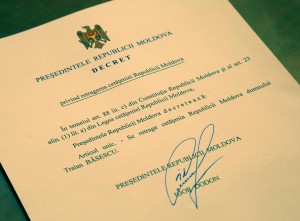 PREȘEDINTELE REPUBLICII MOLDOVA
DECRET
privind retragerea cetățeniei Republicii Moldova
În temeiul art. 88 lit. c) din Constituția Republicii Moldova și al art. 23
alin. (1) lit. a) din Legea cetățeniei Republicii Moldova,
Președintele Republicii Moldova decretează:
Articol unic. - Se retrage cetățenia Republicii Moldova domnului
Traian BĂSESCU.
PREȘEDINTELE REPUBLICII MOLDOVA
IGOR DODON